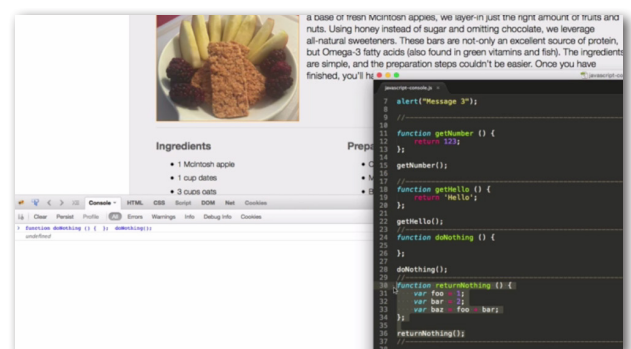 a base of fresh McIntosh apples, we layer-in just the right amount of fruits and
nuts. Using honey instead of sugar and omitting chocolate, we leverage
all-natural sweeteners. These bars are not-only an excellent source of protein,
but Omega-3 fatty acids (also found in green vitamins and fish). The ingredients
are simple, and the preparation steps couldn't be easier. Once you have
finished, you'll ha
Ingredients
Prepa
• 1 McIntosh apple
• 1 cup dates
• 3 cups oats
Console HTML CSS Script DOM Net Cookies
Clear Persist Profile All Errors Warnings Info Debug Info Cookies
> function doNothing () { }; doNothing();
undefined
javascript-console.js ×
7 alert("Message 3");
8
9 //
10
11 function getNumber () {
12 return 123;
13 };
14
15 getNumber();
16
17 //
18 function getHello () {
19 return 'Hello';
20 };
21
22 getHello();
23 //
24 function doNothing () {
25
26 };
27
28 doNothing();
29 //
30 function returnNothing () {
31 var foo = 1;
32 var bar = 2;
33 var baz = foo + bar;
34 };
35
36 returnNothing();
37 //
38